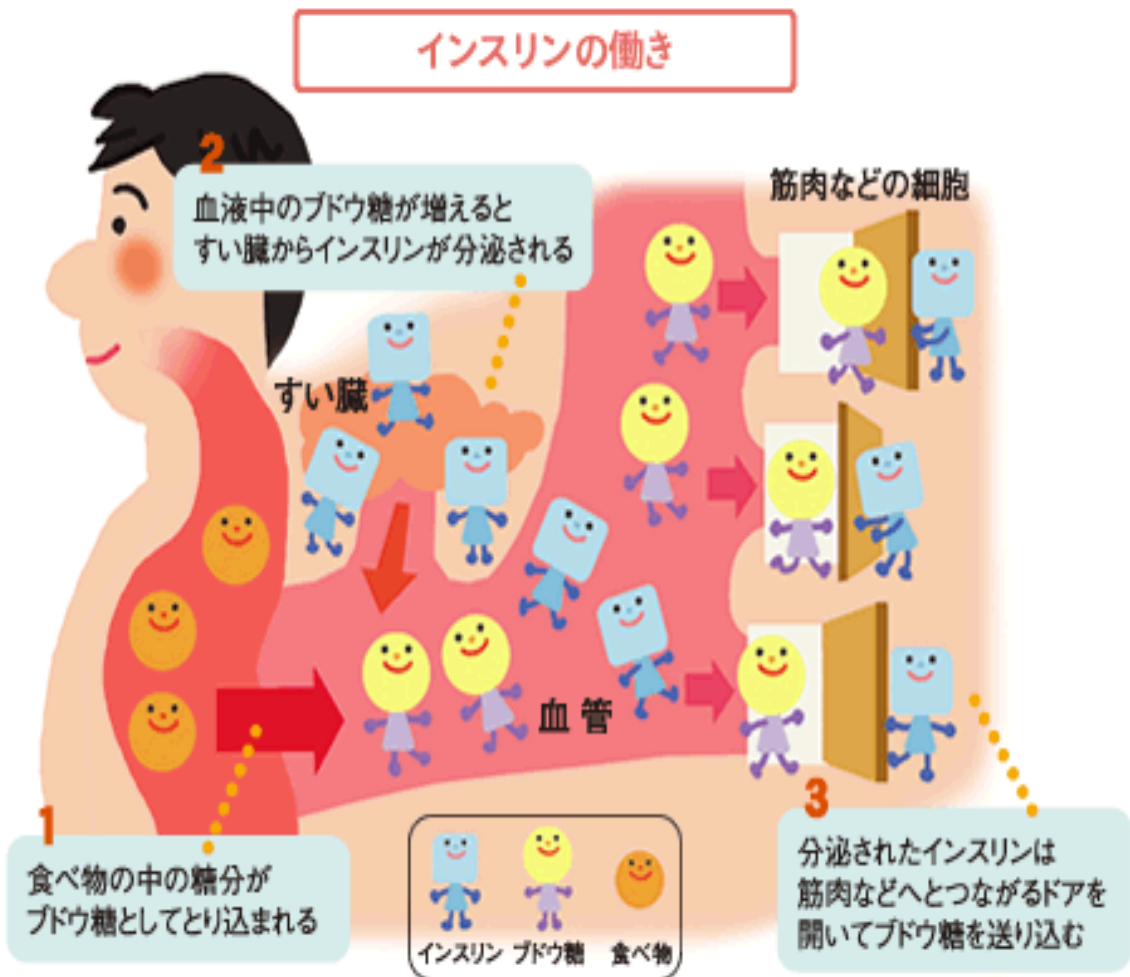 インスリンの働き
2
血液中のブドウ糖が増えると
すい臓からインスリンが分泌される
筋肉などの細胞
すい臓
血管
1
食べ物の中の糖分が
ブドウ糖としてとり込まれる
インスリン ブドウ糖 食べ物
3
分泌されたインスリンは
筋肉などへとつながるドアを
開いてブドウ糖を送り込む